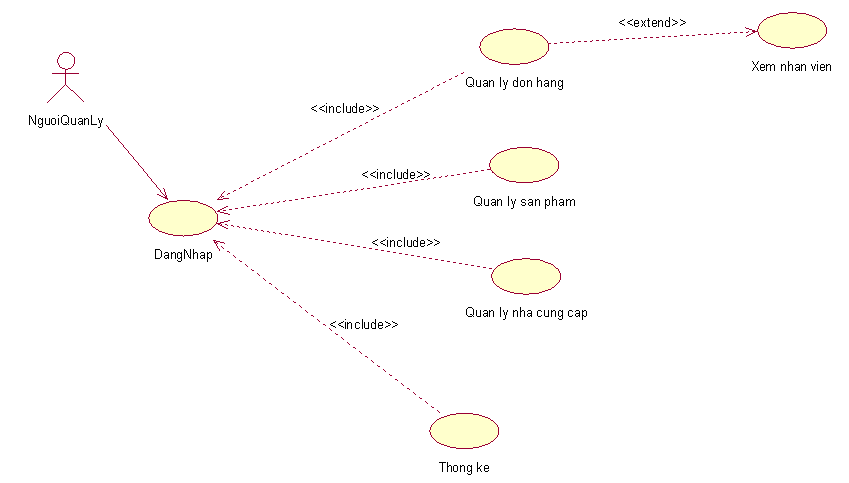 <<extend>>
Xem nhan vien
Quan ly don hang
<<include>>
NguoiQuanLy
<<include>>
Quan ly san pham
<<include>>
DangNhap
Quan ly nha cung cap
<<include>>
Thong ke